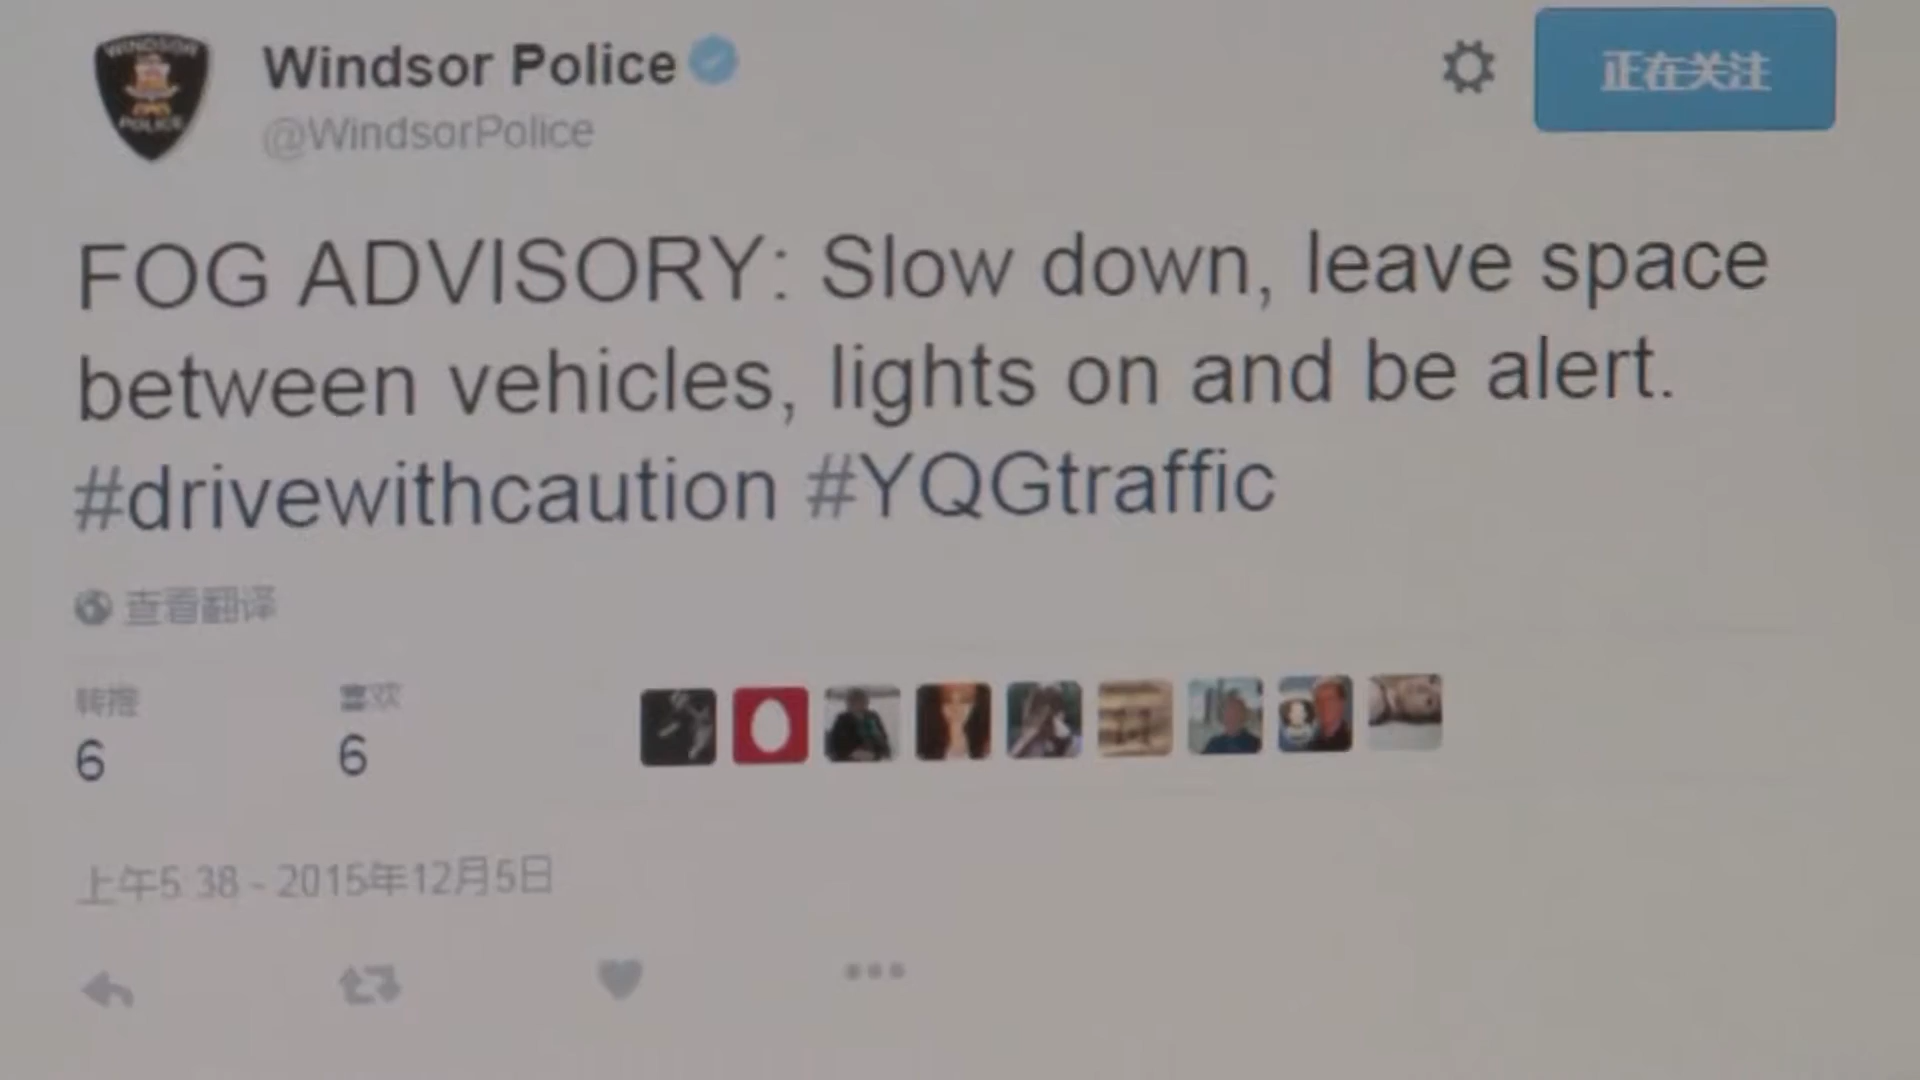 WINDSOR
POLICE
Windsor Police
@WindsorPolice
正在关注
FOG ADVISORY: Slow down, leave space
between vehicles, lights on and be alert.
#drivewithcaution #YQGtraffic
查看翻译
转推
喜欢
6
6
上午5:38 - 2015年12月5日